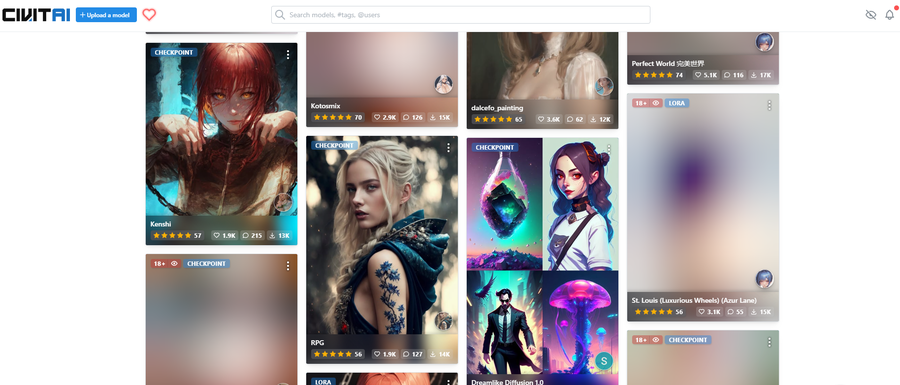 CIVITAI
+ Upload a model
Search models, #tags, @users
CHECKPOINT
Kenshi
57 1.9K 215 13K
18+ CHECKPOINT
Kotosmix
70 2.9K 126 15K
CHECKPOINT
RPG
56 1.9K 127 14K
LORA
dalcefo_painting
65 3.6K 62 12K
CHECKPOINT
S
Dreamlike Diffusion 1.0
Perfect World 完美世界
74 5.1K 116 17K
18+ LORA
St. Louis (Luxurious Wheels) (Azur Lane)
56 3.1K 55 15K
18+ CHECKPOINT